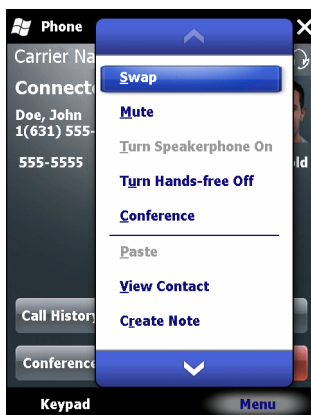 Phone
Carrier Na
Connect
Doe, John
1(631) 555-
555-5555
ld
Swap
Mute
Turn Speakerphone On
Turn Hands-free Off
Conference
Paste
View Contact
Create Note
Call History
Conference
Keypad
Menu